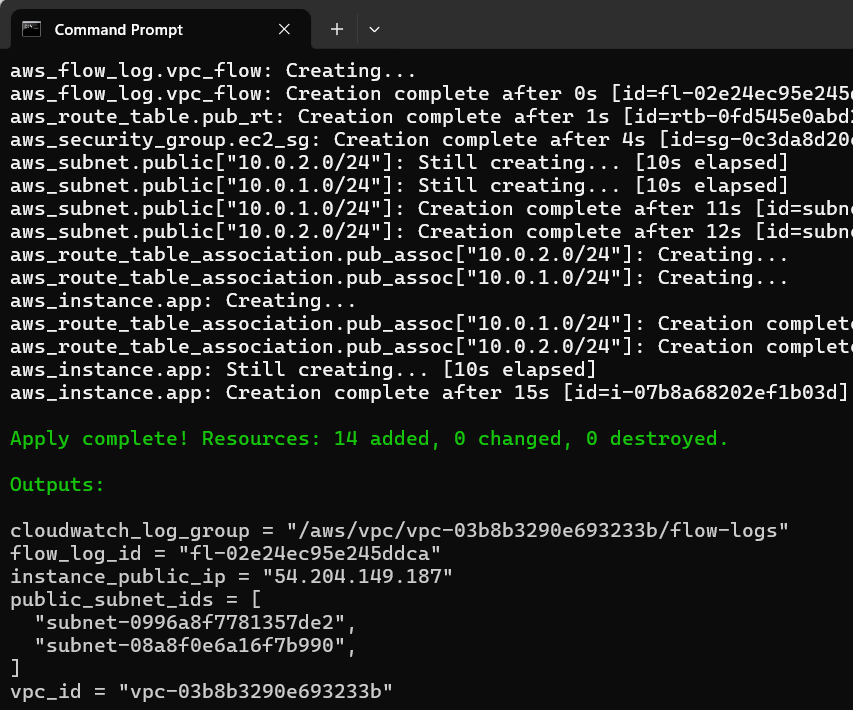 Command Prompt
aws_flow_log.vpc_flow: Creating...
aws_flow_log.vpc_flow: Creation complete after 0s [id=fl-02e24ec95e245
aws_route_table.pub_rt: Creation complete after 1s [id=rtb-0fd545e0abd
aws_security_group.ec2_sg: Creation complete after 4s [id=sg-0c3da8d20
aws_subnet.public["10.0.2.0/24"]: Still creating... [10s elapsed]
aws_subnet.public["10.0.1.0/24"]: Still creating... [10s elapsed]
aws_subnet.public["10.0.1.0/24"]: Creation complete after 11s [id=subn
aws_subnet.public["10.0.2.0/24"]: Creation complete after 12s [id=subn
aws_route_table_association.pub_assoc["10.0.2.0/24"]: Creating...
aws_route_table_association.pub_assoc["10.0.1.0/24"]: Creating...
aws_instance.app: Creating...
aws_route_table_association.pub_assoc["10.0.1.0/24"]: Creation complete
aws_route_table_association.pub_assoc["10.0.2.0/24"]: Creation complete
aws_instance.app: Still creating... [10s elapsed]
aws_instance.app: Creation complete after 15s [id=i-07b8a68202ef1b03d]
Apply complete! Resources: 14 added, 0 changed, 0 destroyed.
Outputs:
cloudwatch_log_group = "/aws/vpc/vpc-03b8b3290e693233b/flow-logs"
flow_log_id = "fl-02e24ec95e245ddca"
instance_public_ip = "54.204.149.187"
public_subnet_ids = [
"subnet-0996a8f7781357de2",
"subnet-08a8f0e6a16f7b990",
]
vpc_id = "vpc-03b8b3290e693233b"